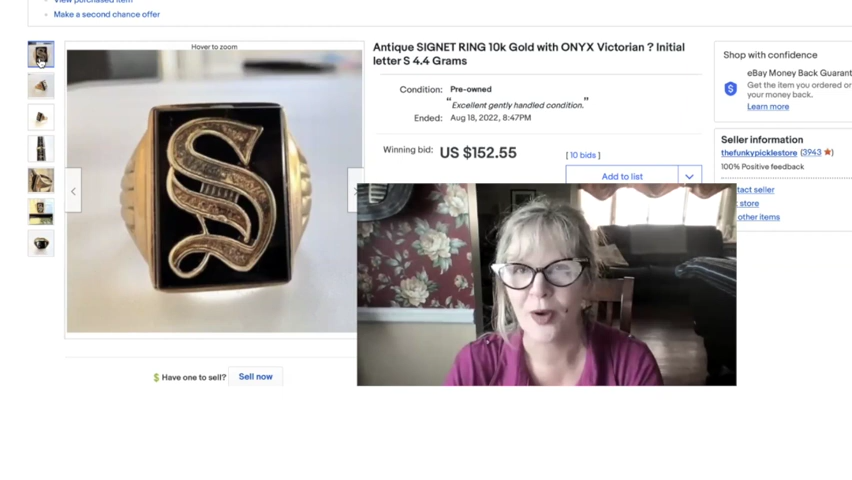 View purchased item
Make a second chance offer
Hover to zoom
Antique SIGNET RING 10k Gold with ONYX Victorian ? Initial
letter S 4.4 Grams
Condition: Pre-owned
"Excellent gently handled condition."
Ended: Aug 18, 2022, 8:47PM
Winning bid: US $152.55
[ 10 bids ]
Add to list
Shop with confidence
eBay Money Back Guarant
Get the item you ordered or
your money back.
Learn more
Seller information
thefunkypicklestore (3943 ★)
100% Positive feedback
tact seller
store
other items
S
$ Have one to sell? Sell now